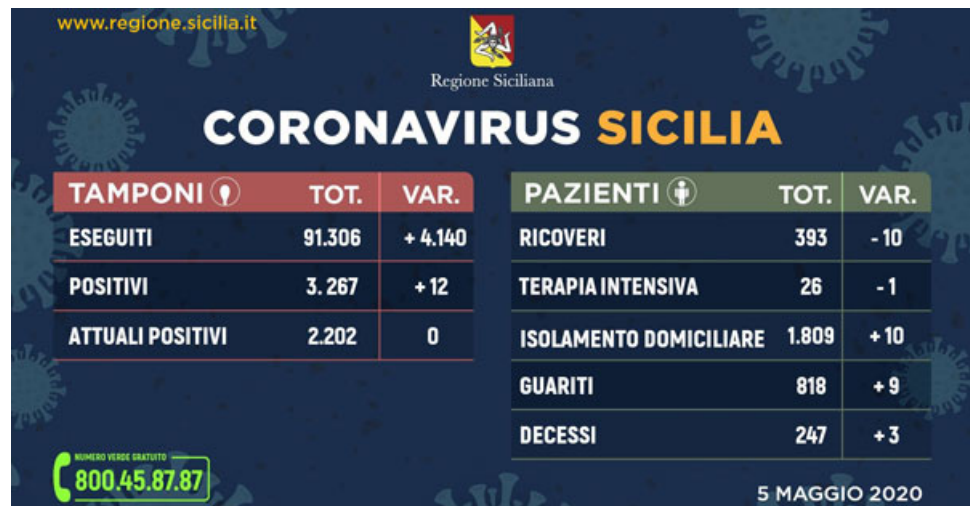 www.regione.sicilia.it
Regione Siciliana
CORONAVIRUS SICILIA
TAMPONI TOT. VAR.
ESEGUITI 91.306 + 4.140
POSITIVI 3. 267 + 12
ATTUALI POSITIVI 2.202 0
PAZIENTI TOT. VAR.
RICOVERI 393 - 10
TERAPIA INTENSIVA 26 - 1
ISOLAMENTO DOMICILIARE 1.809 + 10
GUARITI 818 + 9
DECESSI 247 + 3
NUMERO VERDE GRATUITO
800.45.87.87
5 MAGGIO 2020